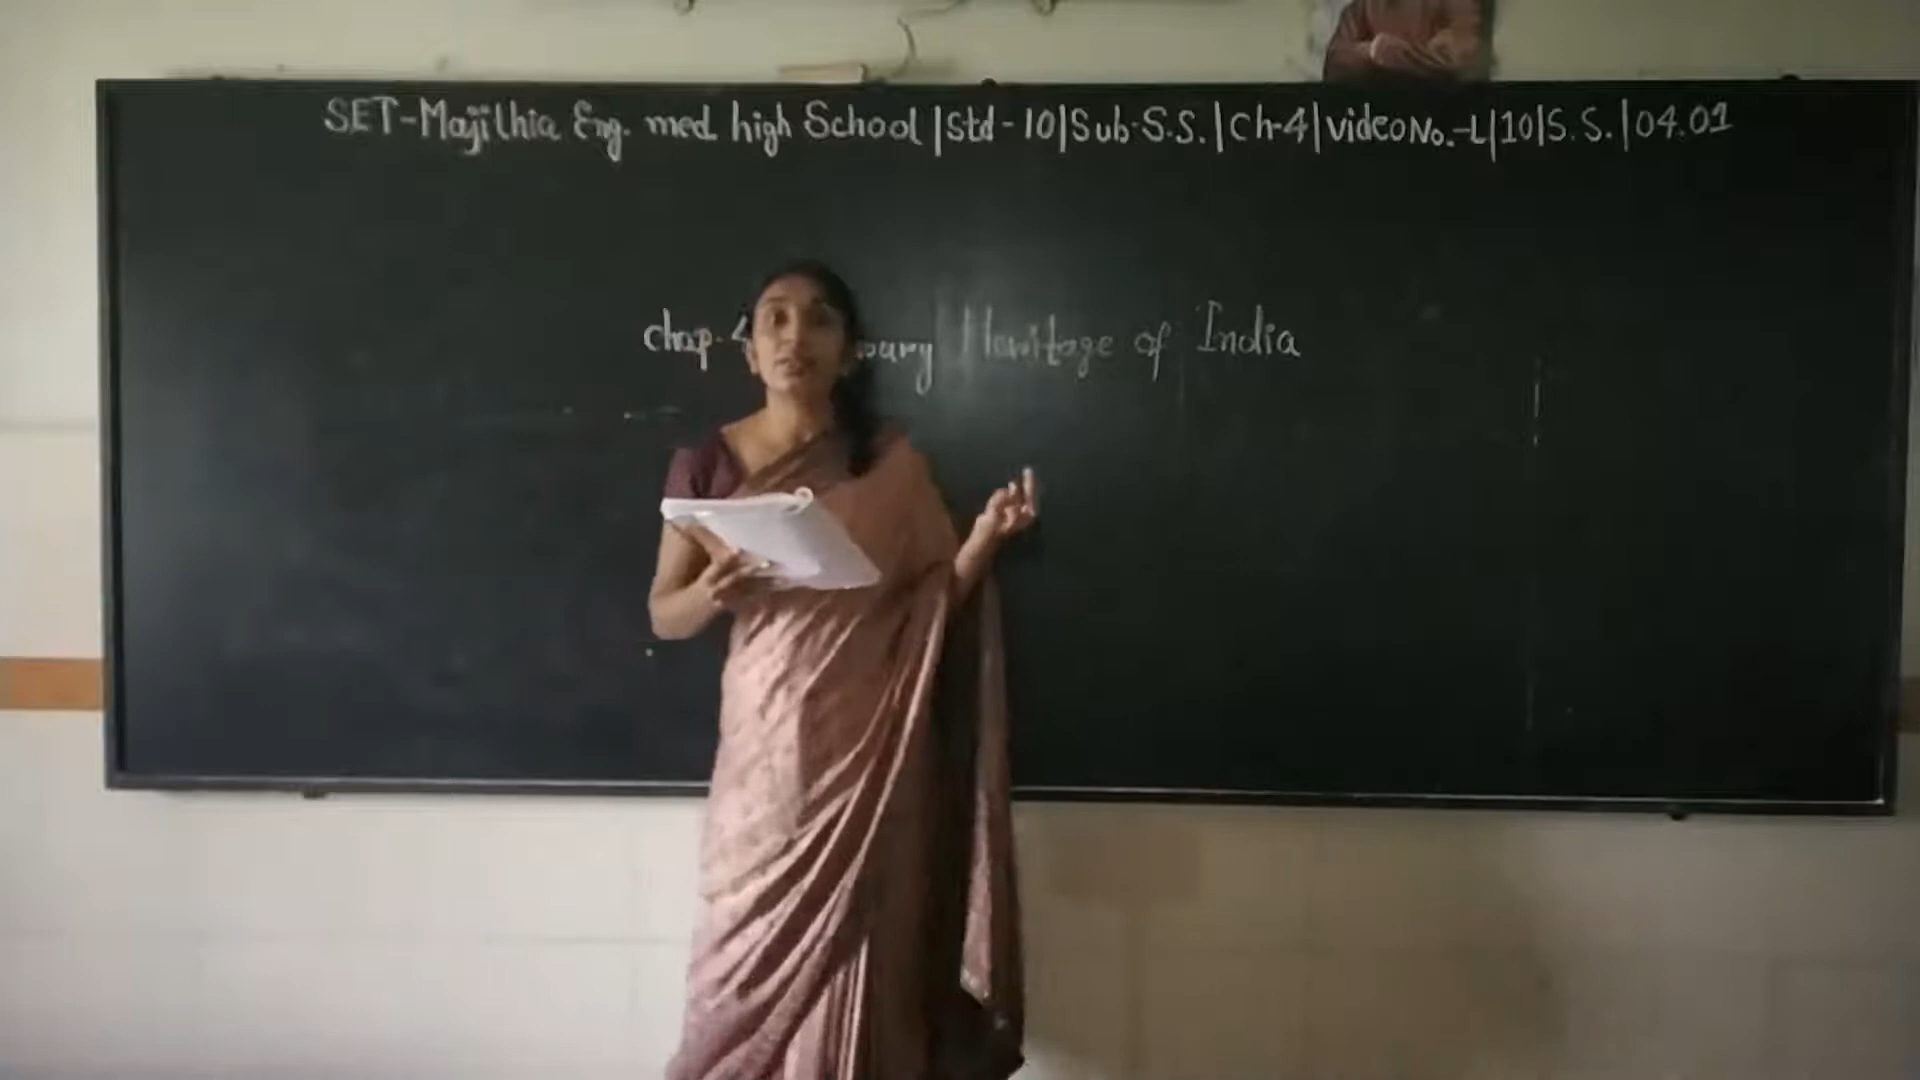 SET-Majithia Eng. med high School |Std-10|Sub-S.S.|Ch-4|videoNo.-L|10|S.S.|04.01
chap-4 Heritage of India